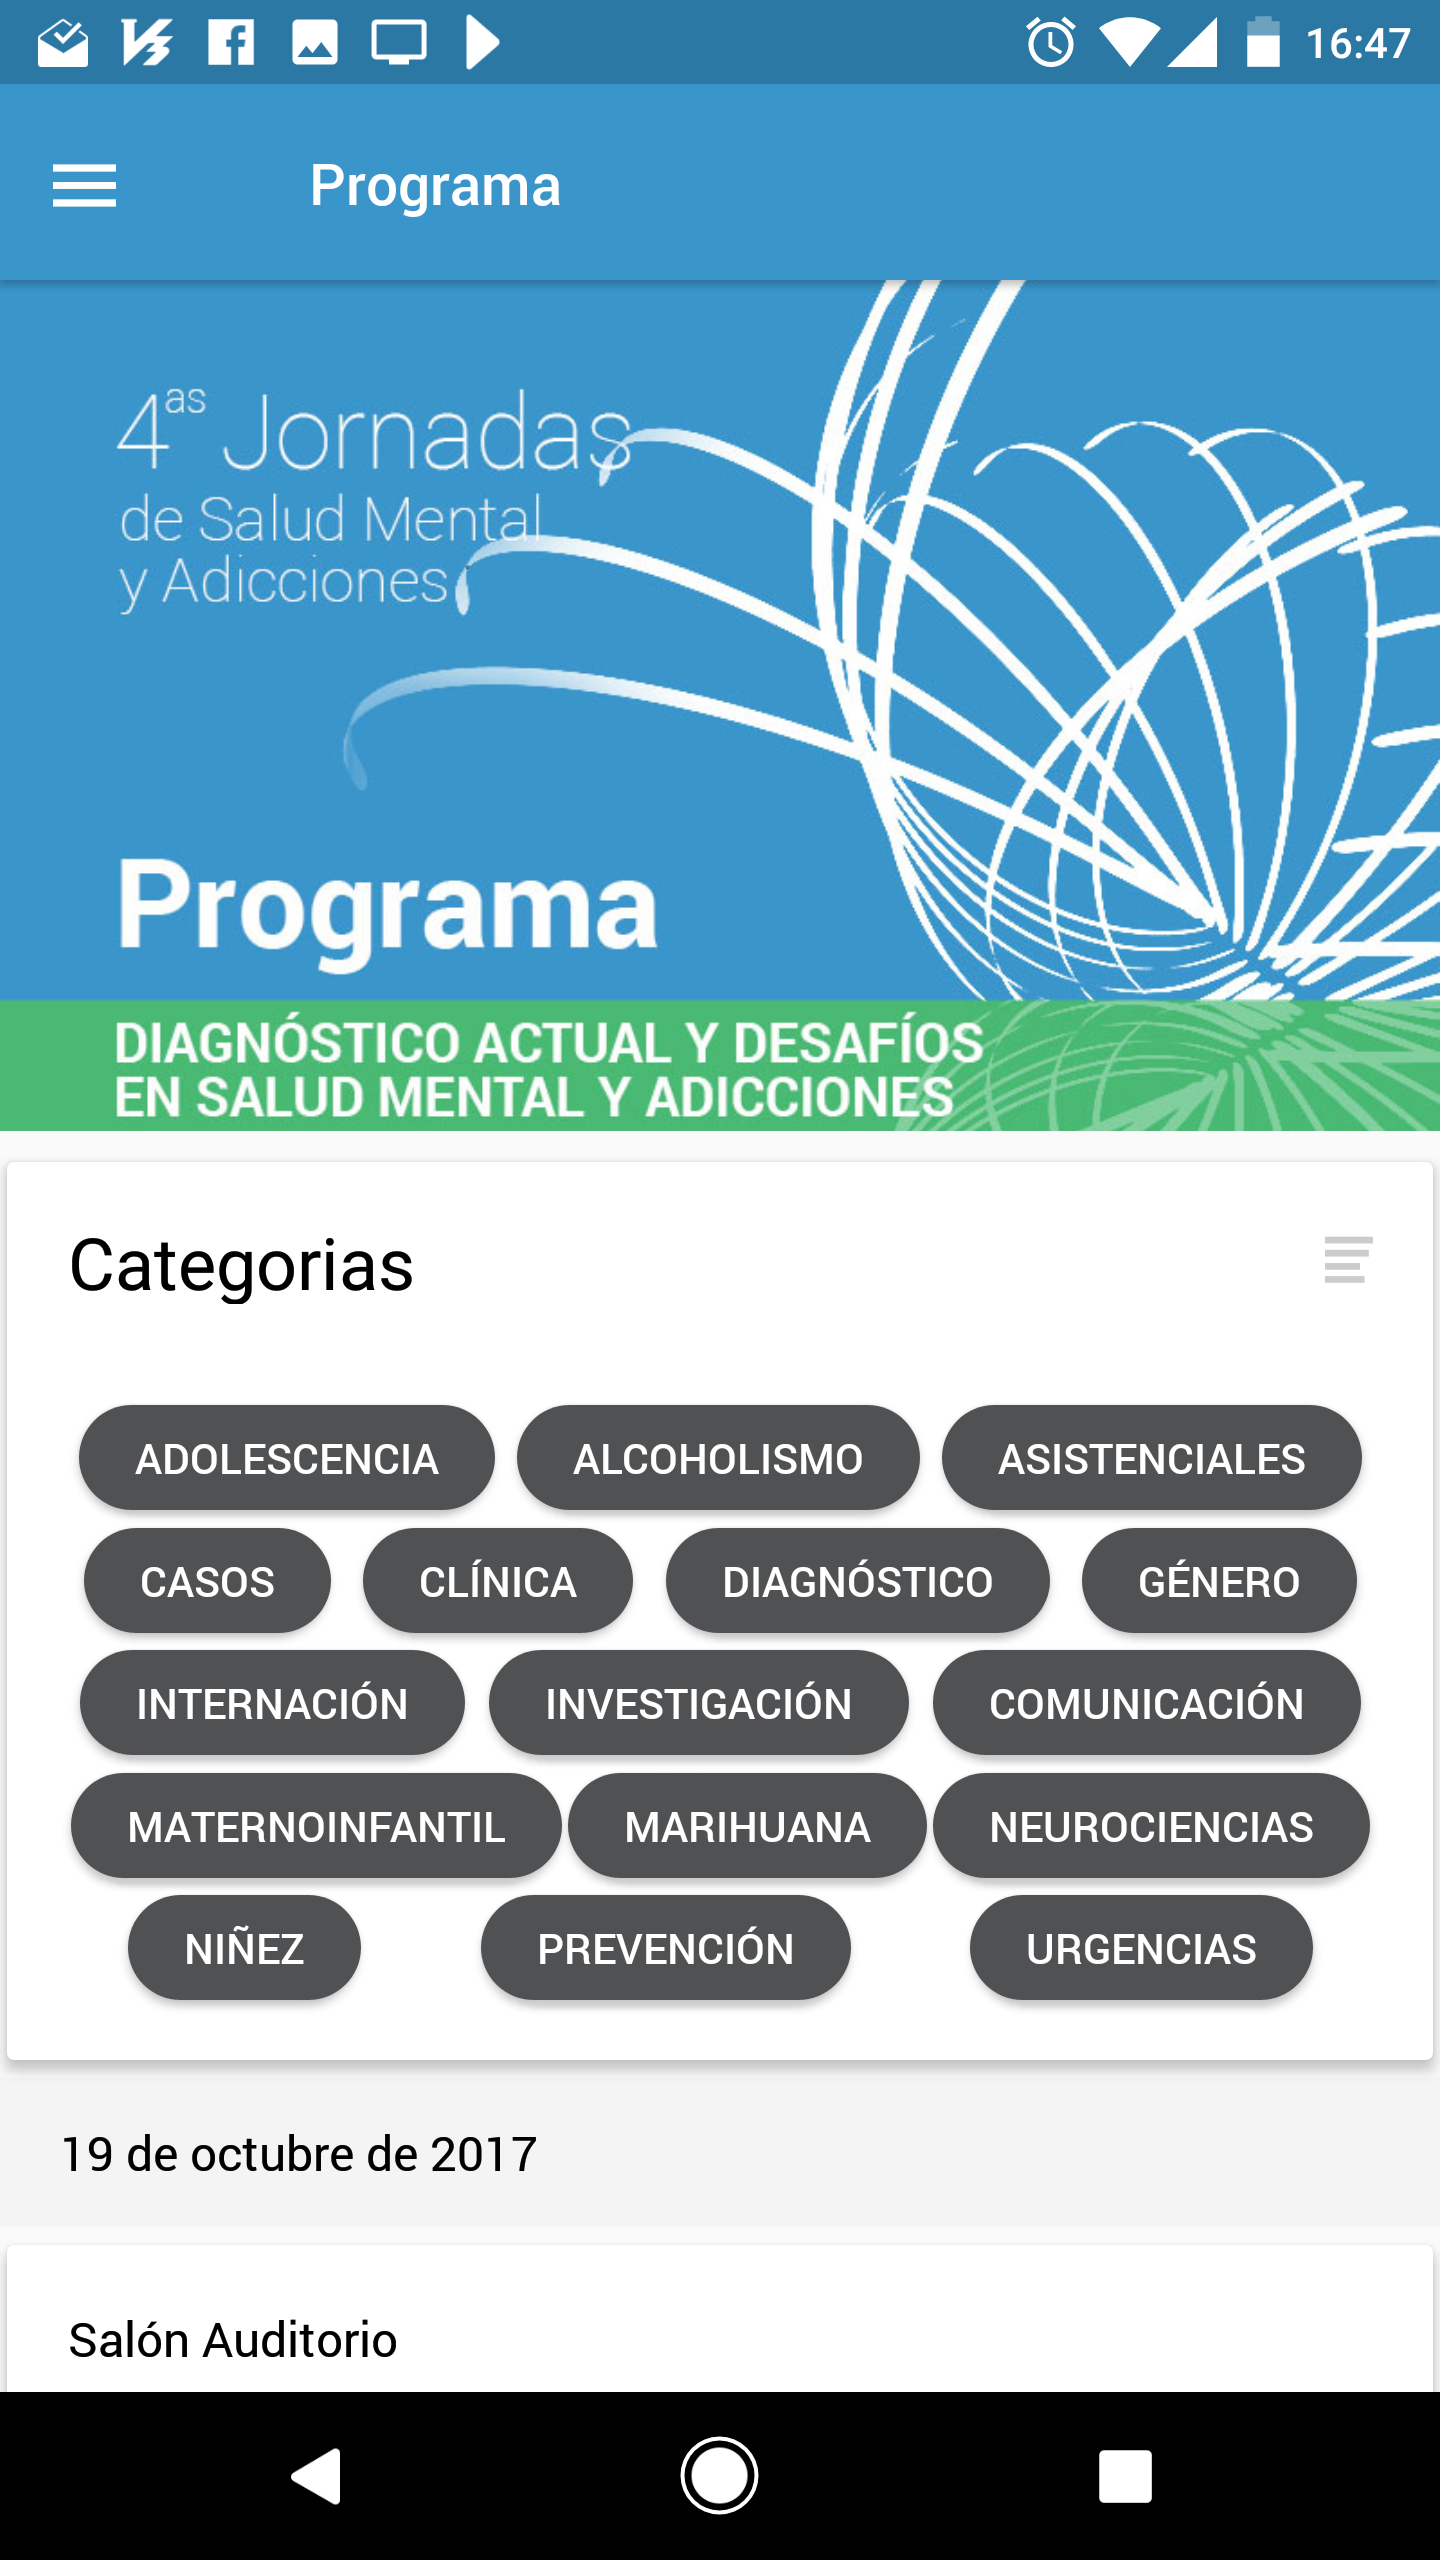 16:47
Programa
4as Jornadas
de Salud Mental
y Adicciones
Programa
DIAGNÓSTICO ACTUAL Y DESAFÍOS
EN SALUD MENTAL Y ADICCIONES
Categorias
ADOLESCENCIA ALCOHOLISMO ASISTENCIALES
CASOS CLÍNICA DIAGNÓSTICO GÉNERO
INTERNACIÓN INVESTIGACIÓN COMUNICACIÓN
MATERNOINFANTIL MARIHUANA NEUROCIENCIAS
NIÑEZ PREVENCIÓN URGENCIAS
19 de octubre de 2017
Salón Auditorio